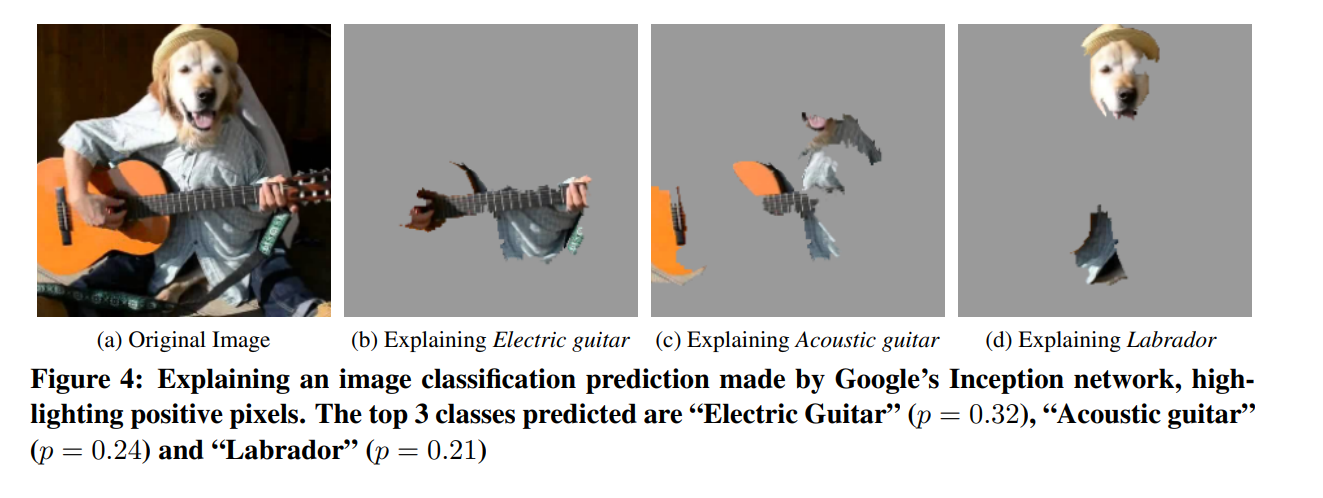 (a) Original Image
(b) Explaining Electric guitar
(c) Explaining Acoustic guitar
(d) Explaining Labrador
Figure 4: Explaining an image classification prediction made by Google's Inception network, high-
lighting positive pixels. The top 3 classes predicted are “Electric Guitar” (p = 0.32), “Acoustic guitar”
(p = 0.24) and “Labrador” (p = 0.21)